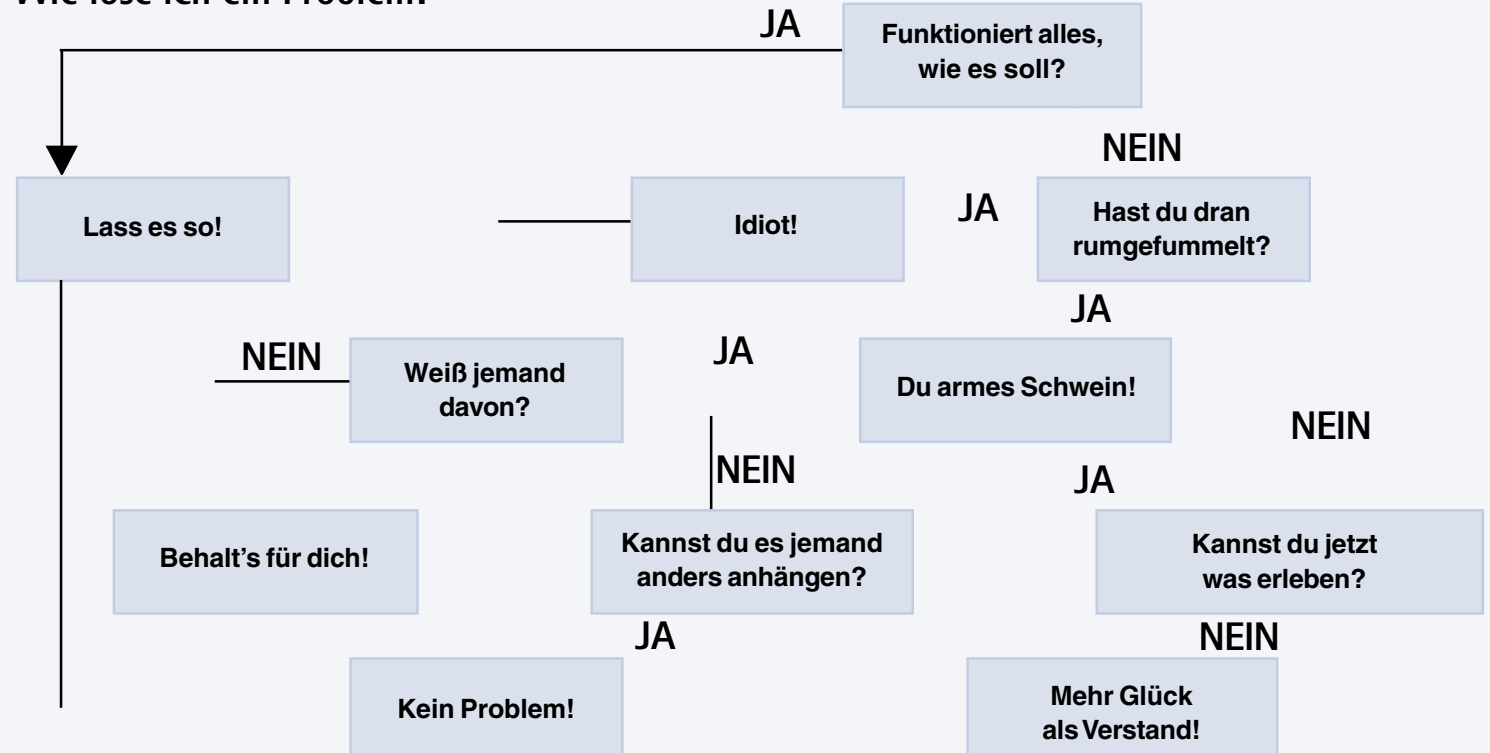 JA
Funktioniert alles,
wie es soll?
NEIN
Lass es so!
Idiot!
JA
Hast du dran
rumgefummelt?
JA
NEIN
Weiß jemand
davon?
JA
Du armes Schwein!
NEIN
NEIN
JA
Behalt's für dich!
Kannst du es jemand
anders anhängen?
Kannst du jetzt
was erleben?
JA
NEIN
Kein Problem!
Mehr Glück
als Verstand!